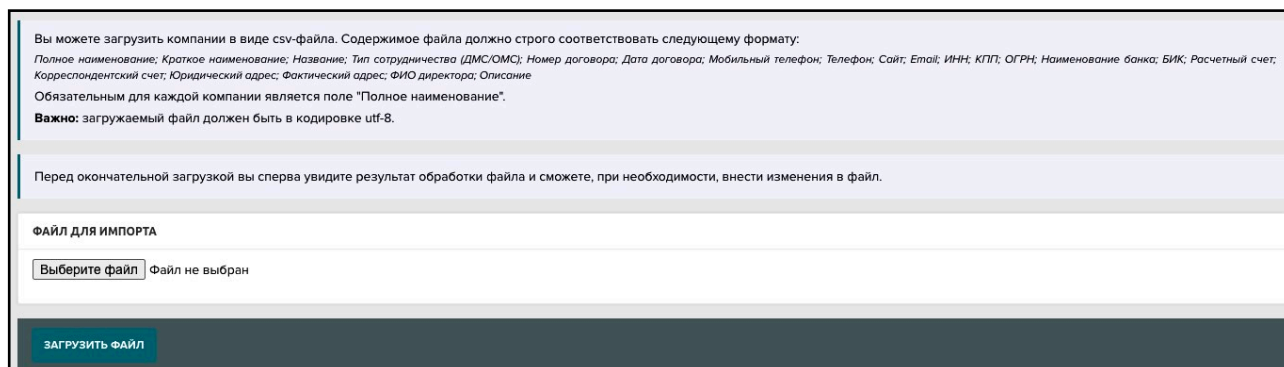 Вы можете загрузить компании в виде csv-файла. Содержимое файла должно строго соответствовать следующему формату:
Полное наименование; Краткое наименование; Название; Тип сотрудничества (ДМС/ОМС); Номер договора; Дата договора; Мобильный телефон; Телефон; Сайт; Email; ИНН; КПП; ОГРН; Наименование банка; БИК; Расчетный счет;
Корреспондентский счет; Юридический адрес; Фактический адрес; ФИО директора; Описание
Обязательным для каждой компании является поле "Полное наименование".
Важно: загружаемый файл должен быть в кодировке utf-8.
Перед окончательной загрузкой вы сперва увидите результат обработки файла и сможете, при необходимости, внести изменения в файл.
ФАЙЛ ДЛЯ ИМПОРТА
Выберите файл Файл не выбран
ЗАГРУЗИТЬ ФАЙЛ